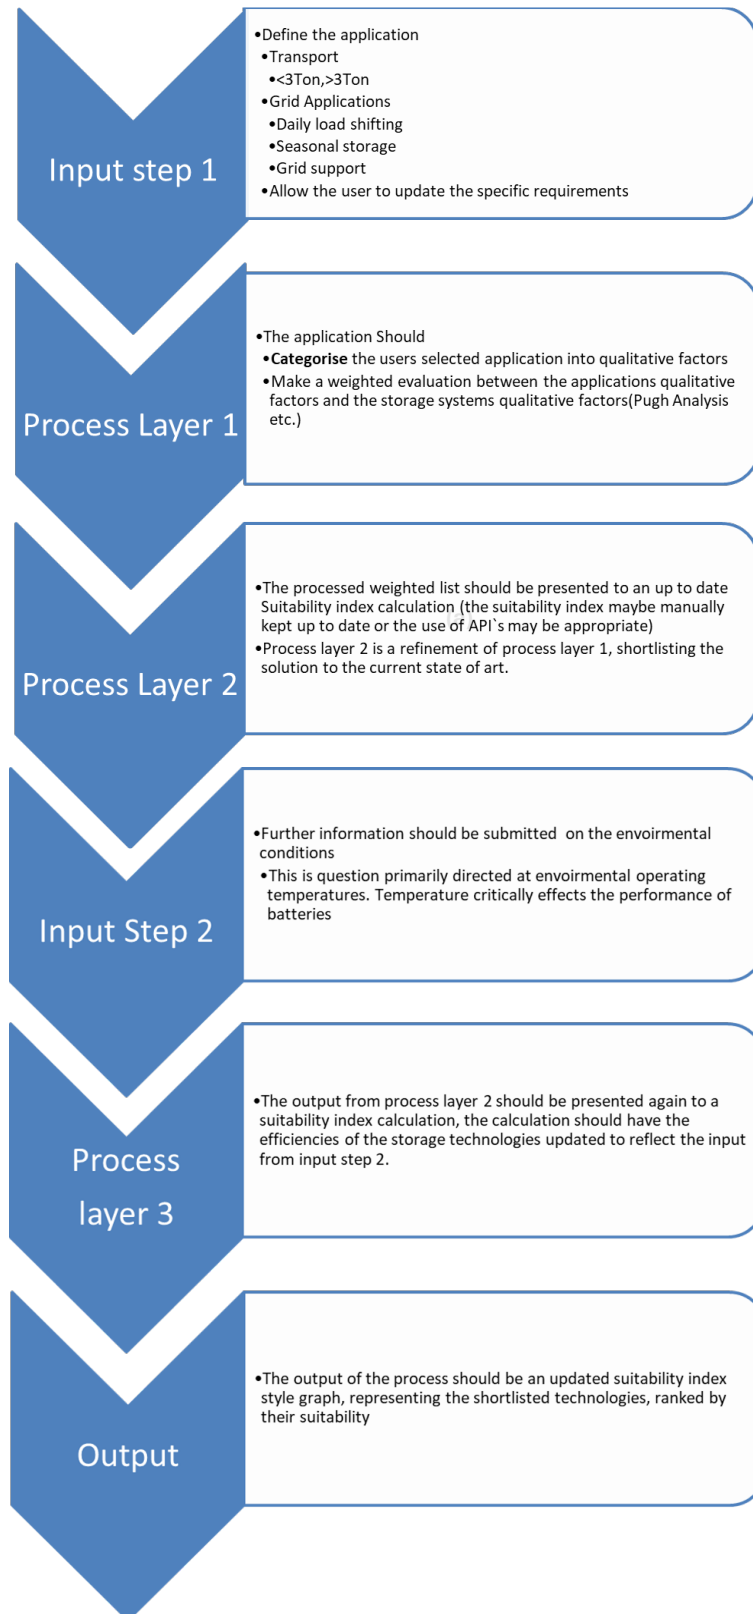 •Define the application
•Transport
•<3Ton,>3Ton
•Grid Applications
•Daily load shifting
•Seasonal storage
•Grid support
•Allow the user to update the specific requirements
Input step 1
•The application Should
•Categorise the users selected application into qualitative factors
•Make a weighted evaluation between the applications qualitative
factors and the storage systems qualitative factors(Pugh Analysis
etc.)
Process Layer 1
•The processed weighted list should be presented to an up to date
Suitability index calculation (the suitability index maybe manually
kept up to date or the use of API`s may be appropriate)
•Process layer 2 is a refinement of process layer 1, shortlisting the
solution to the current state of art.
Process Layer 2
•Further information should be submitted on the envoirmental
conditions
•This is question primarily directed at envoirmental operating
temperatures. Temperature critically effects the performance of
batteries
Input Step 2
•The output from process layer 2 should be presented again to a
suitability index calculation, the calculation should have the
efficiencies of the storage technologies updated to reflect the input
from input step 2.
Process
layer 3
•The output of the process should be an updated suitability index
style graph, representing the shortlisted technologies, ranked by
their suitability
Output